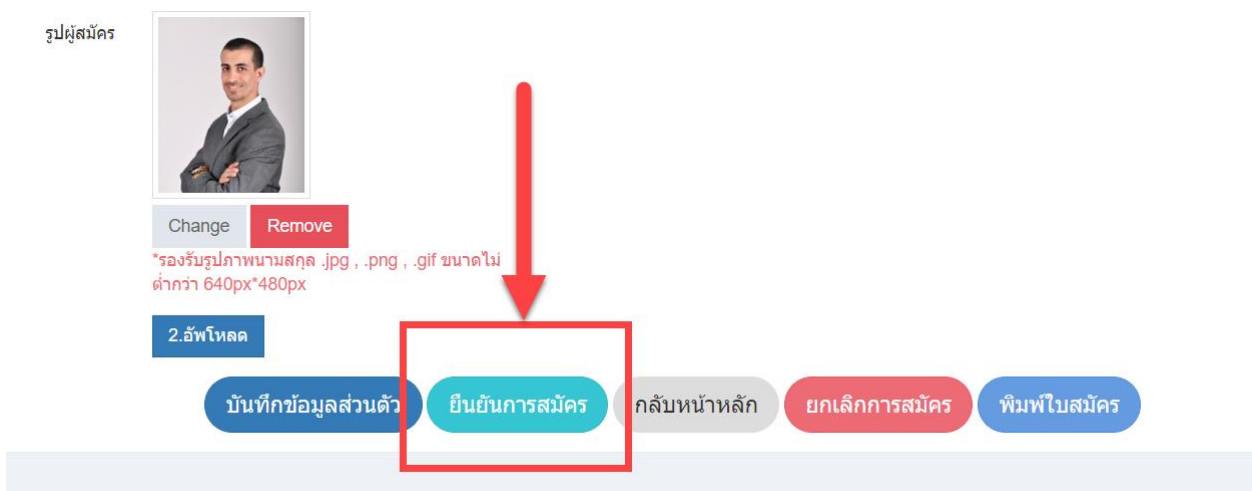 รูปผู้สมัคร
Change Remove
*รองรับรูปภาพนามสกุล .jpg , .png , .gif ขนาดไม่
ต่ำกว่า 640px*480px
2.อัพโหลด
บันทึกข้อมูลส่วนตัว ยืนยันการสมัคร กลับหน้าหลัก ยกเลิกการสมัคร พิมพ์ใบสมัคร